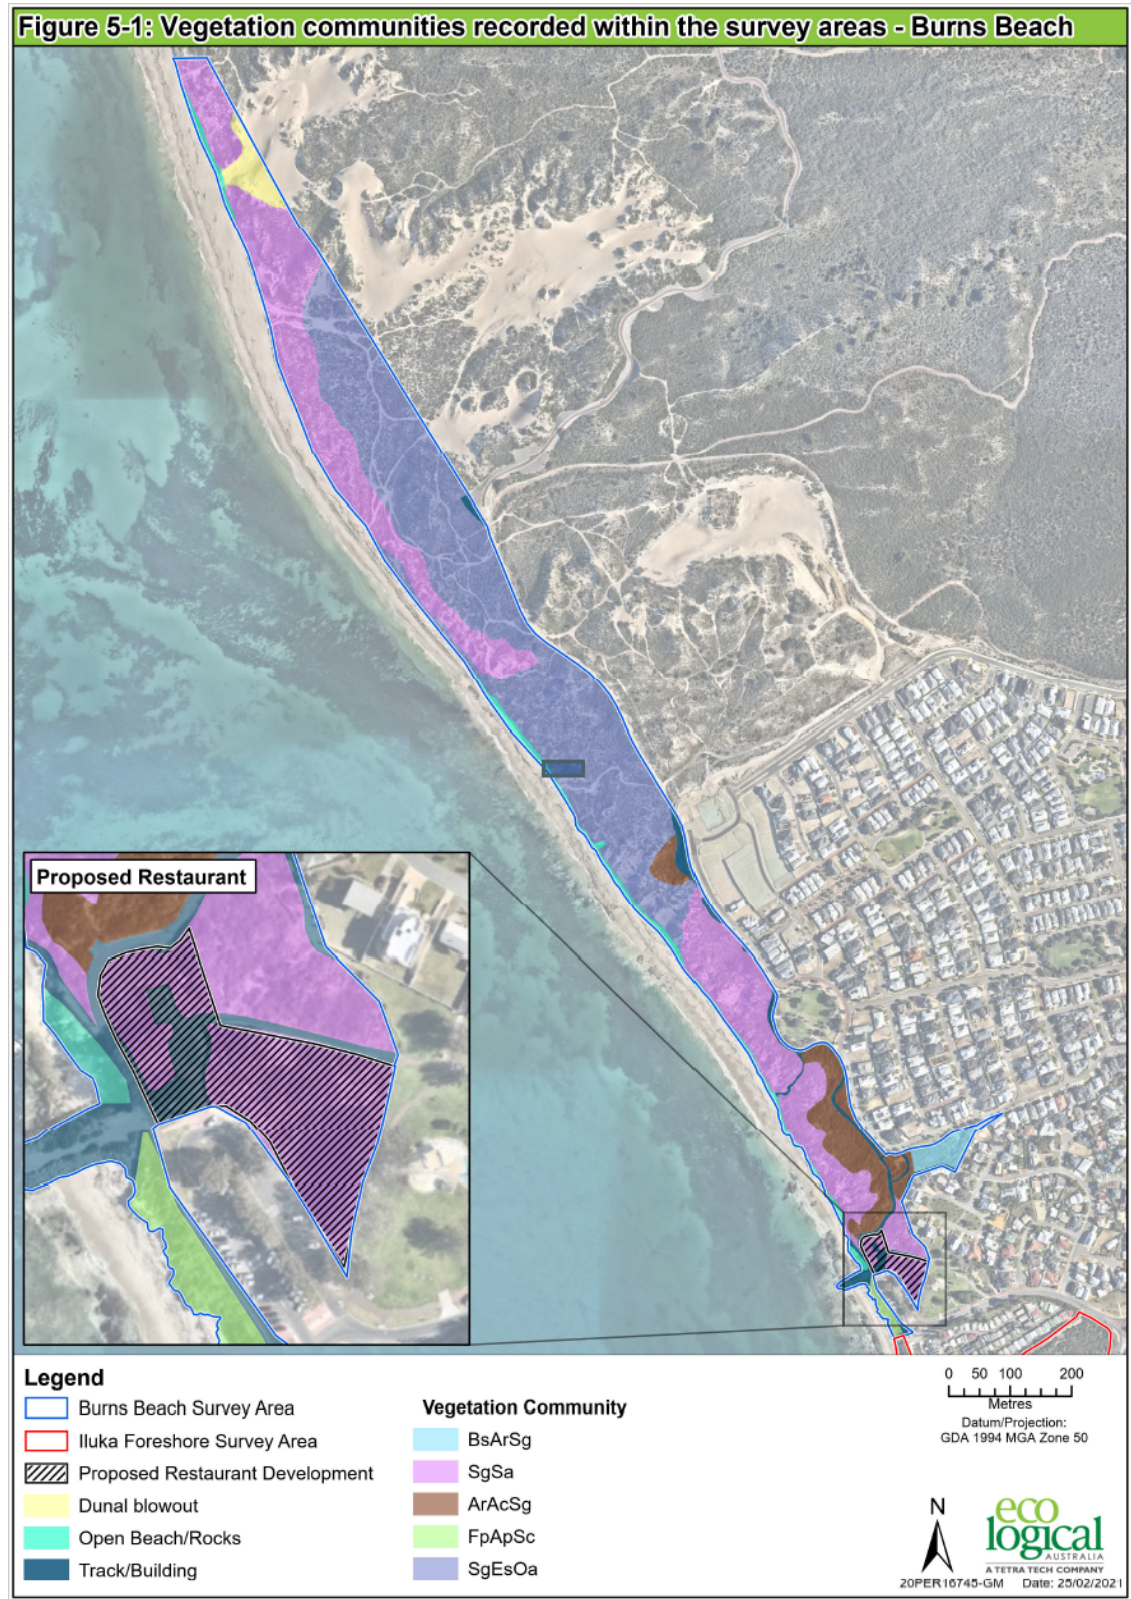 Figure 5-1: Vegetation communities recorded within the survey areas - Burns Beach
Proposed Restaurant
Legend
Burns Beach Survey Area
Iluka Foreshore Survey Area
Proposed Restaurant Development
Dunal blowout
Open Beach/Rocks
Track/Building
Vegetation Community
BsArSg
SgSa
ArAcSg
FpApSc
SgEsOa
0 50 100 200
Metres
Datum/Projection:
GDA 1994 MGA Zone 50
N
eco
logical
AUSTRALIA
A TETRA TECH COMPANY
20PER16745-GM Date: 25/02/2021